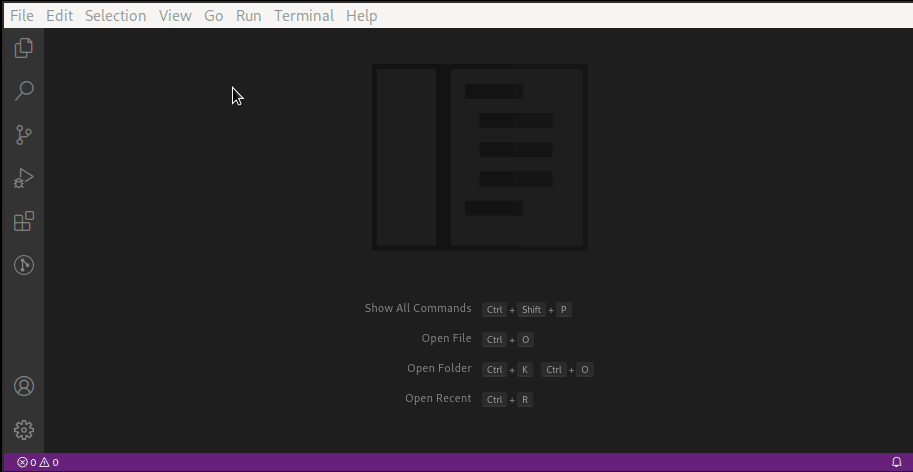 File Edit Selection View Go Run Terminal Help
Show All Commands Ctrl + Shift + P
Open File Ctrl + O
Open Folder Ctrl + K Ctrl + O
Open Recent Ctrl + R
0 0